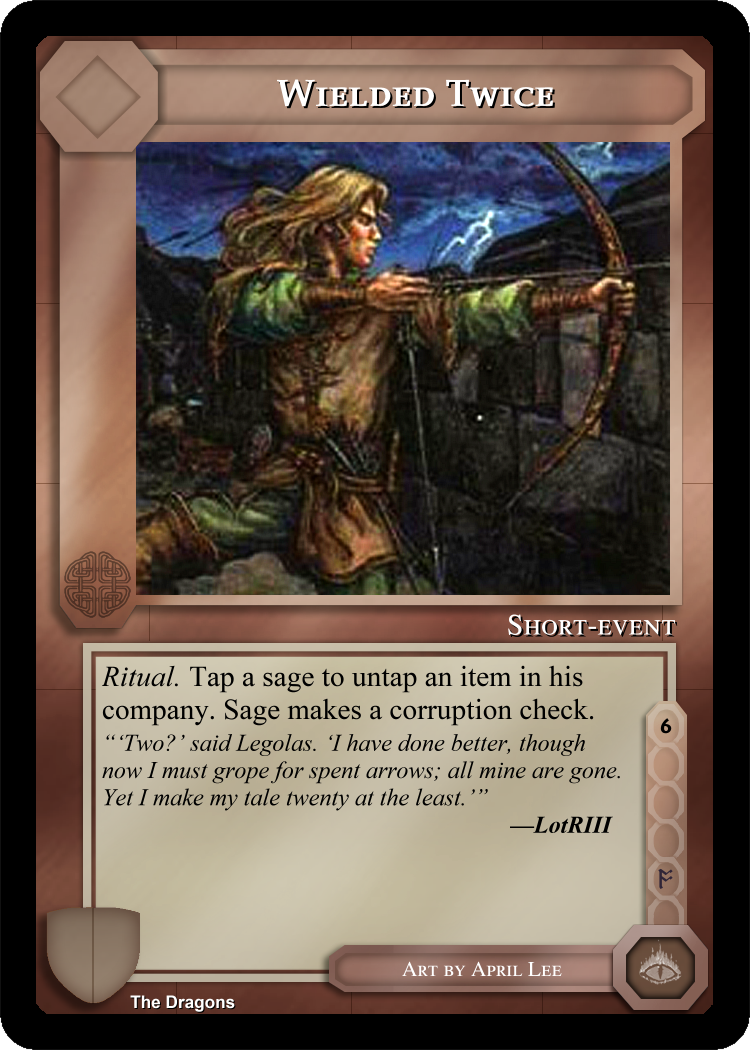 Wielded Twice
Short-event
Ritual. Tap a sage to untap an item in his
company. Sage makes a corruption check.
“‘Two?’ said Legolas. ‘I have done better, though
now I must grope for spent arrows; all mine are gone.
Yet I make my tale twenty at the least.’”
—LotRIII
6
Art by April Lee
The Dragons